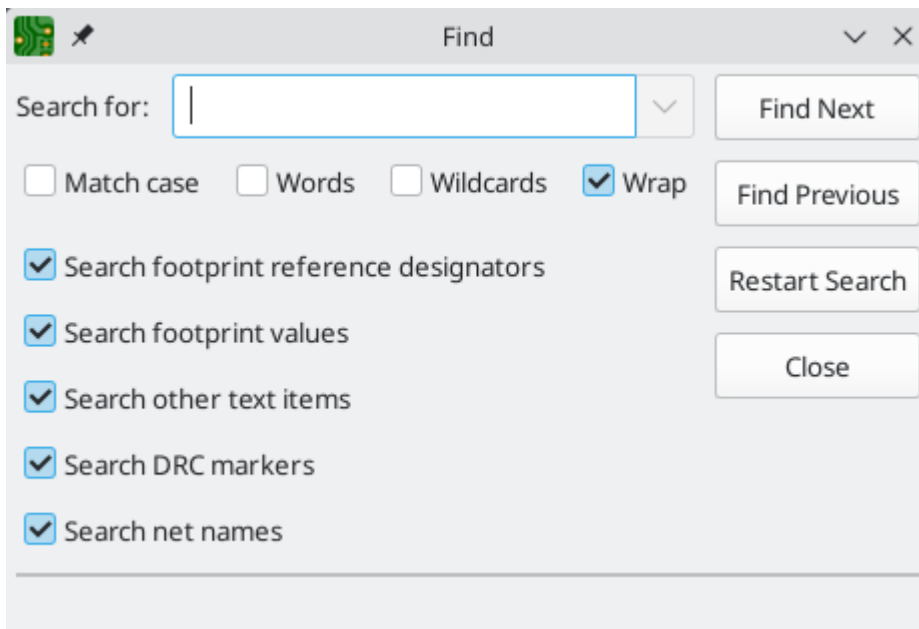 Find
Search for:
Find Next
Match case Words Wildcards Wrap
Find Previous
Search footprint reference designators
Restart Search
Search footprint values
Close
Search other text items
Search DRC markers
Search net names